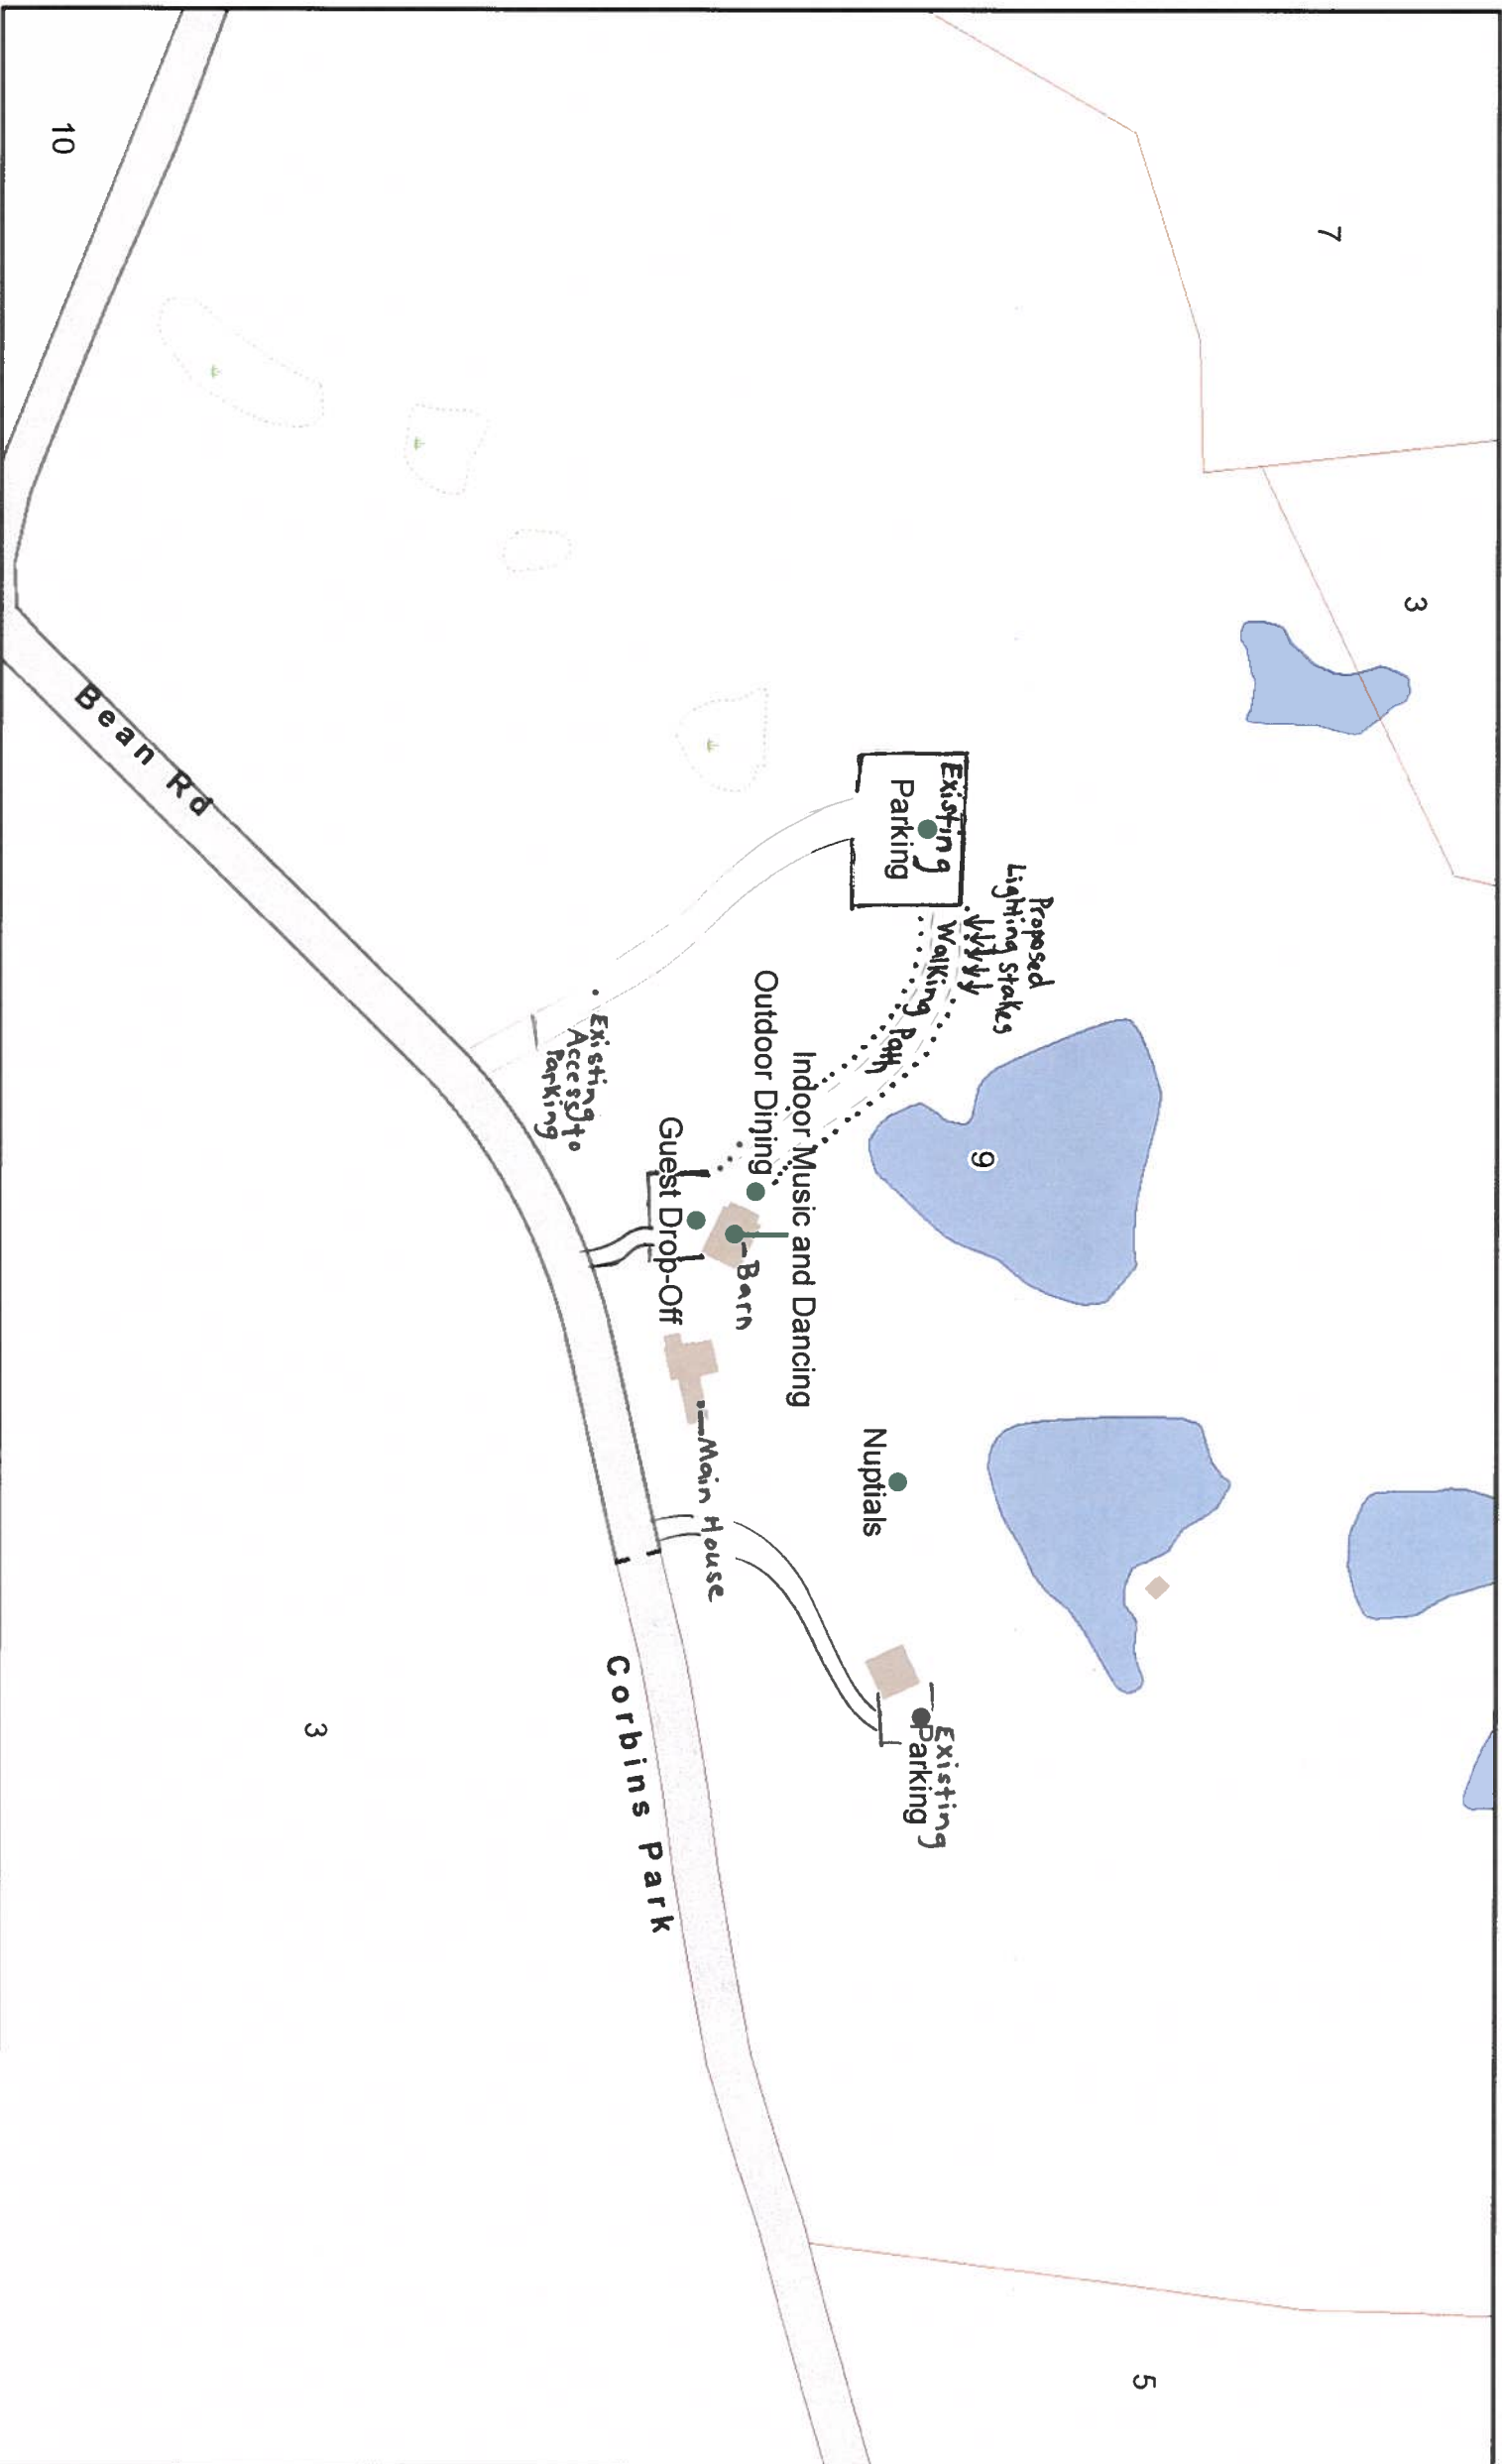 7
3
10
Proposed
Lighting Stakes
Existing
Parking
Walking Path
9
Indoor Music and Dancing
Outdoor Dining
Barn
Guest Drop-Off
Existing to
Access
Parking
Nuptials
Main House
Existing
Parking
Bean Rd
Corbins Park
3
5